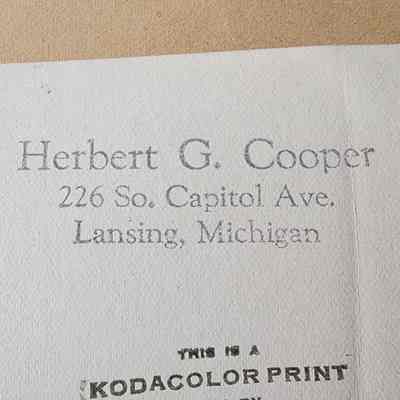 Herbert G. Cooper
226 So. Capitol Ave.
Lansing, Michigan
THIS IS A
KODACOLOR PRINT